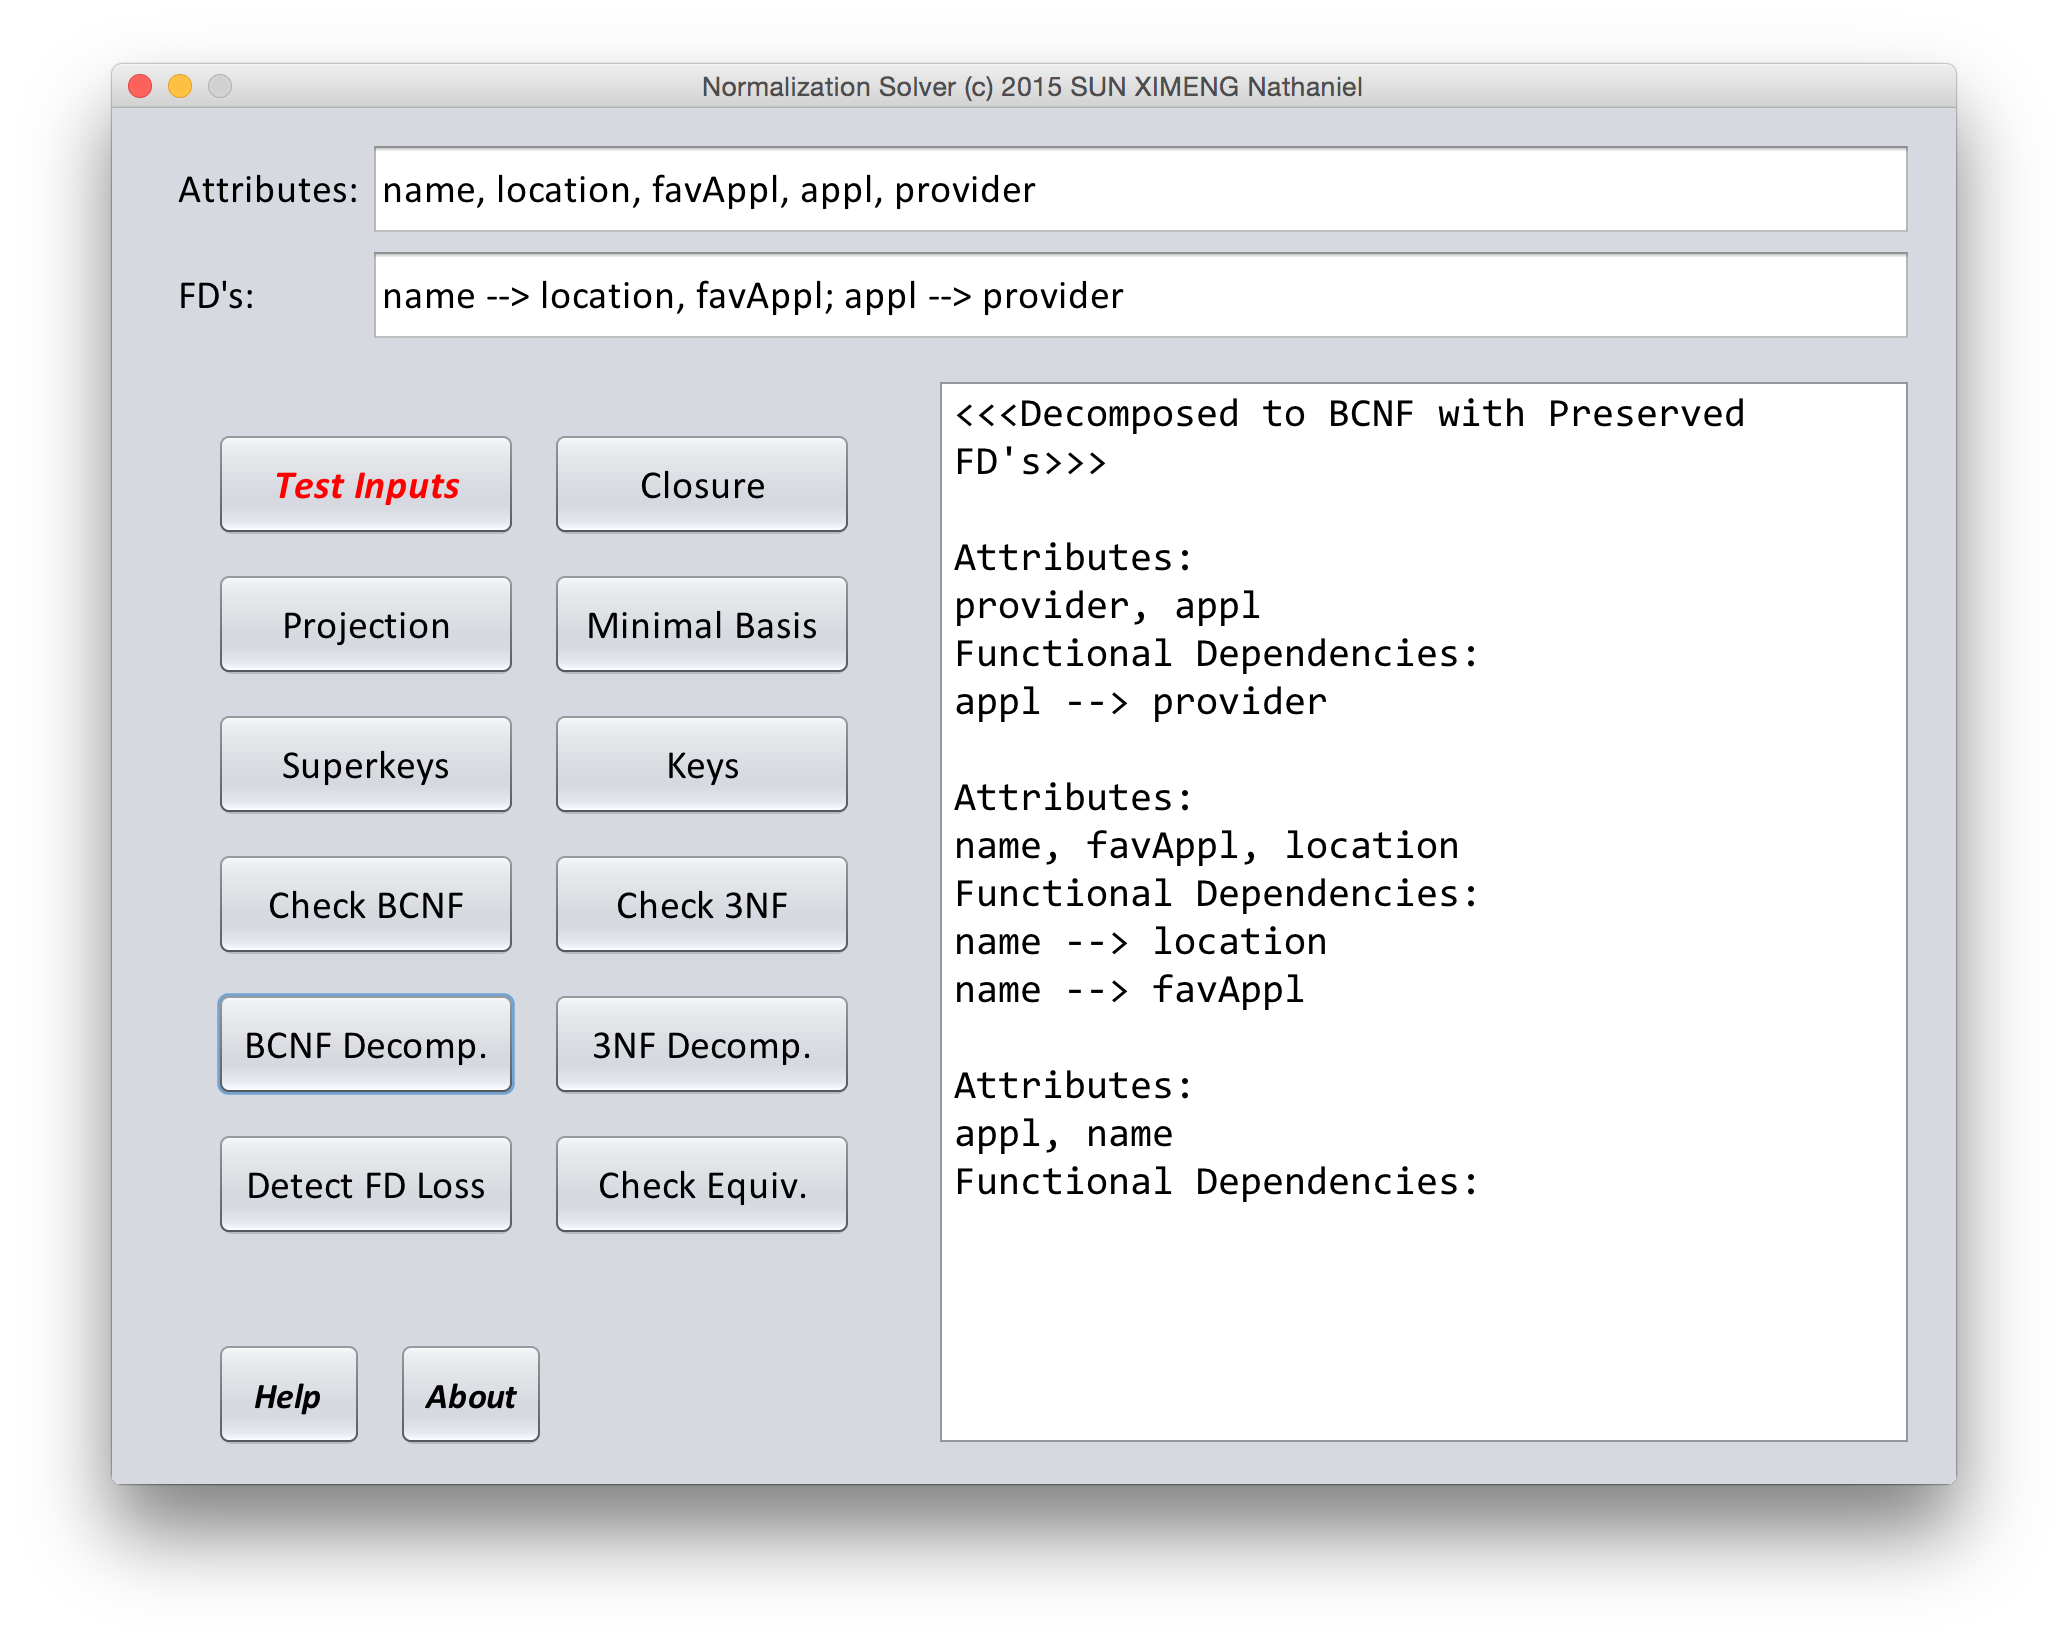 Normalization Solver (c) 2015 SUN XIMENG Nathaniel
Attributes: name, location, favAppl, appl, provider
FD's: name --> location, favAppl; appl --> provider
Test Inputs Closure
Projection Minimal Basis
Superkeys Keys
Check BCNF Check 3NF
BCNF Decomp. 3NF Decomp.
Detect FD Loss Check Equiv.
Help About
<<<Decomposed to BCNF with Preserved
FD's>>>
Attributes:
provider, appl
Functional Dependencies:
appl --> provider
Attributes:
name, favAppl, location
Functional Dependencies:
name --> location
name --> favAppl
Attributes:
appl, name
Functional Dependencies: